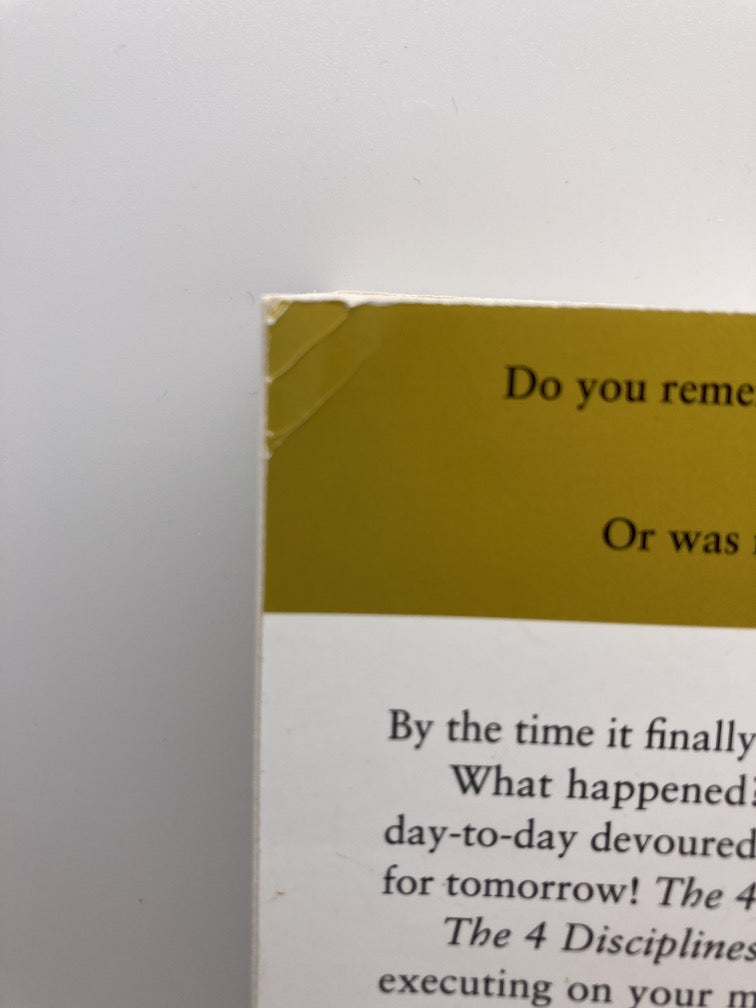 Do you reme
Or was
By the time it finally
What happened?
day-to-day devoured
for tomorrow! The 4
The 4 Disciplines
executing on your m